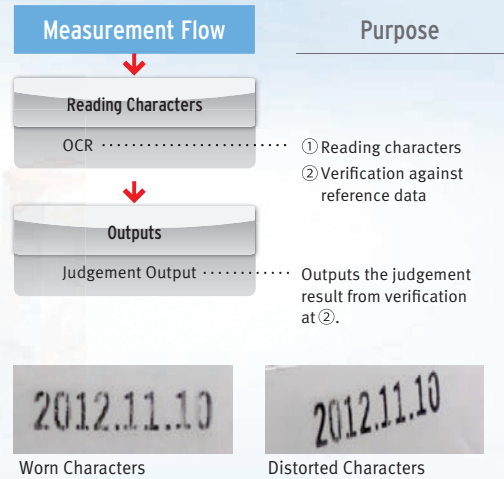 Measurement Flow
Purpose
Reading Characters
OCR ························· ①Reading characters
②Verification against
reference data
Outputs
Judgement Output ············ Outputs the judgement
result from verification
at②.
2012.11.10
2012.11.10
Worn Characters
Distorted Characters